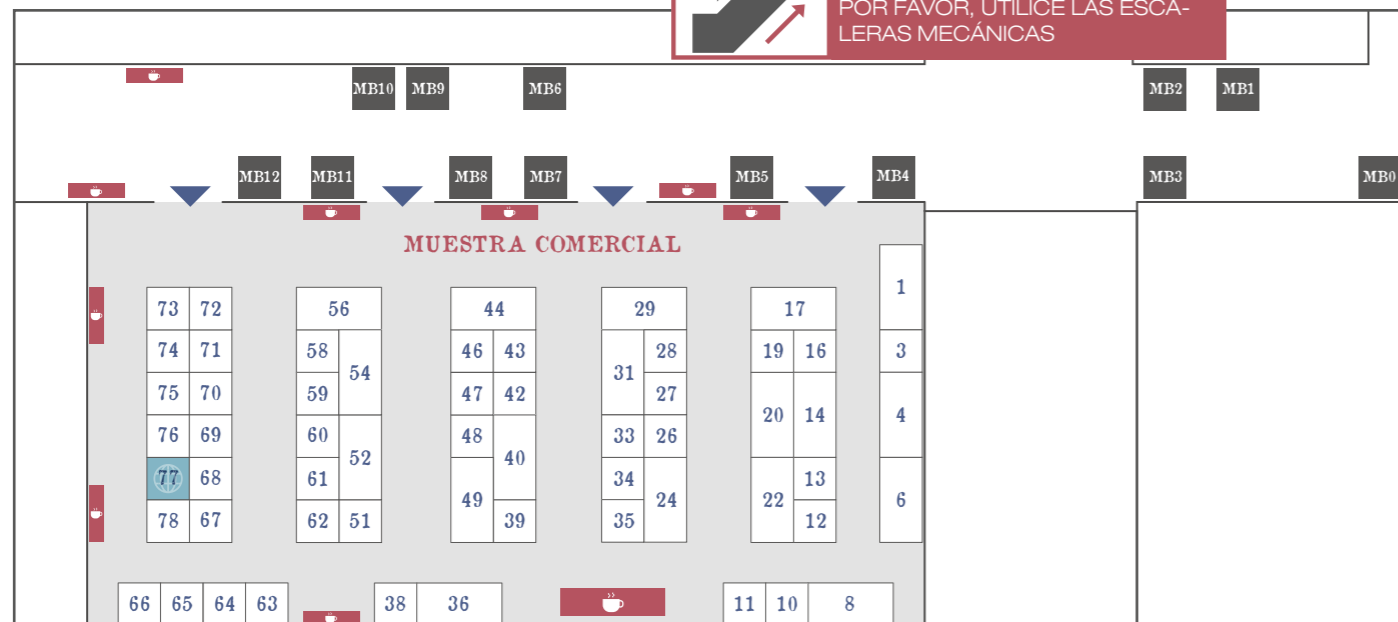 POR FAVOR, UTILICE LAS ESCA-
LERAS MECÁNICAS
MB10 MB9 MB6 MB2 MB1
MB12 MB11 MB8 MB7 MB5 MB4 MB3 MB0
MUESTRA COMERCIAL
1
73 72 56 44 29 17
74 71 58 46 43 28 19 16 3
54 31
75 70 59 47 42 27
20 14 4
76 69 60 48 33 26
52 40
77 68 61 34 13
49 24 22 6
78 67 62 51 39 35 12
66 65 64 63 38 36 11 10 8